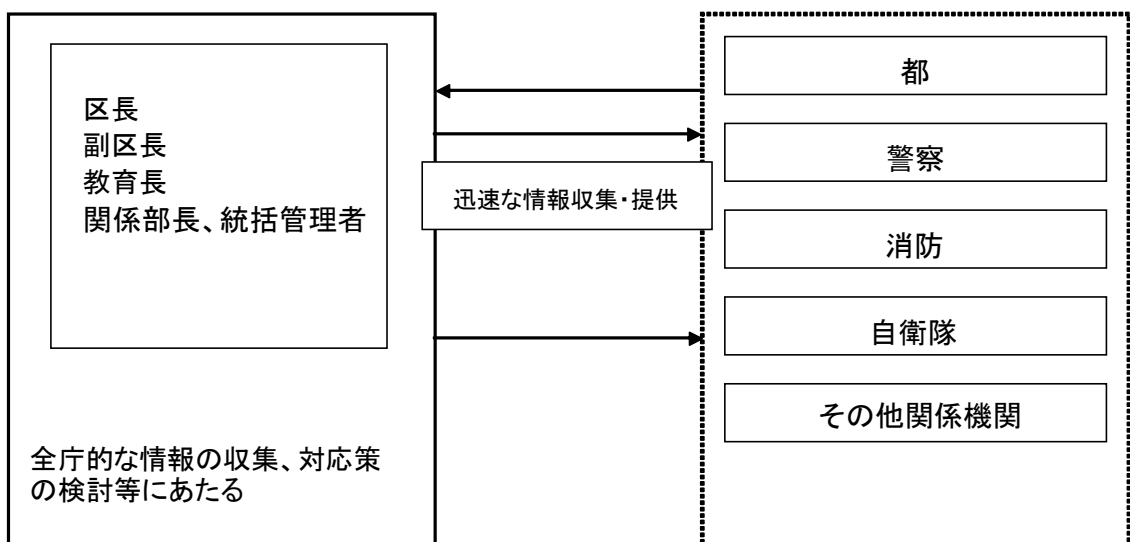 区長
副区長
教育長
関係部長、統括管理者
全庁的な情報の収集、対応策
の検討等にあたる
迅速な情報収集・提供
都
警察
消防
自衛隊
その他関係機関